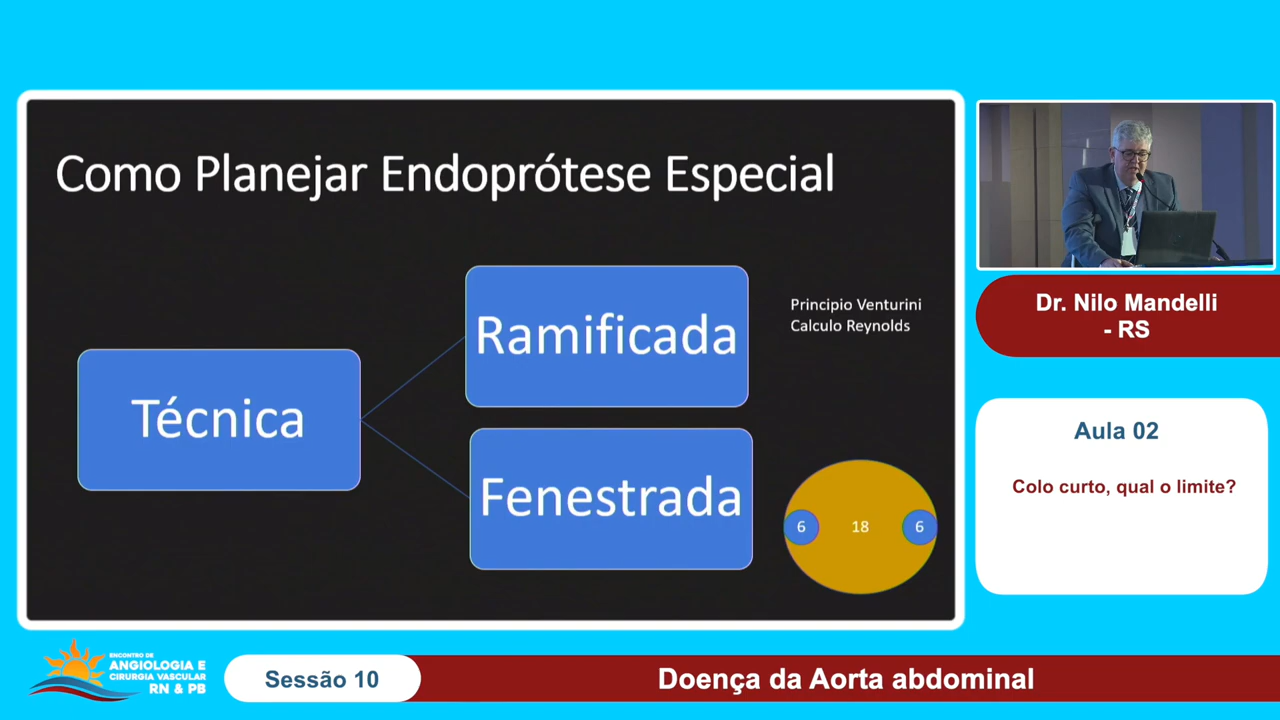 Como Planejar Endoprótese Especial
Técnica
Ramificada
Fenestrada
Principio Venturini
Calculo Reynolds
6
18
6
Dr. Nilo Mandelli
- RS
Aula 02
Colo curto, qual o limite?
ENCONTRO DE
ANGIOLOGIA E
CIRURGIA VASCULAR
RN & PB
Sessão 10
Doença da Aorta abdominal